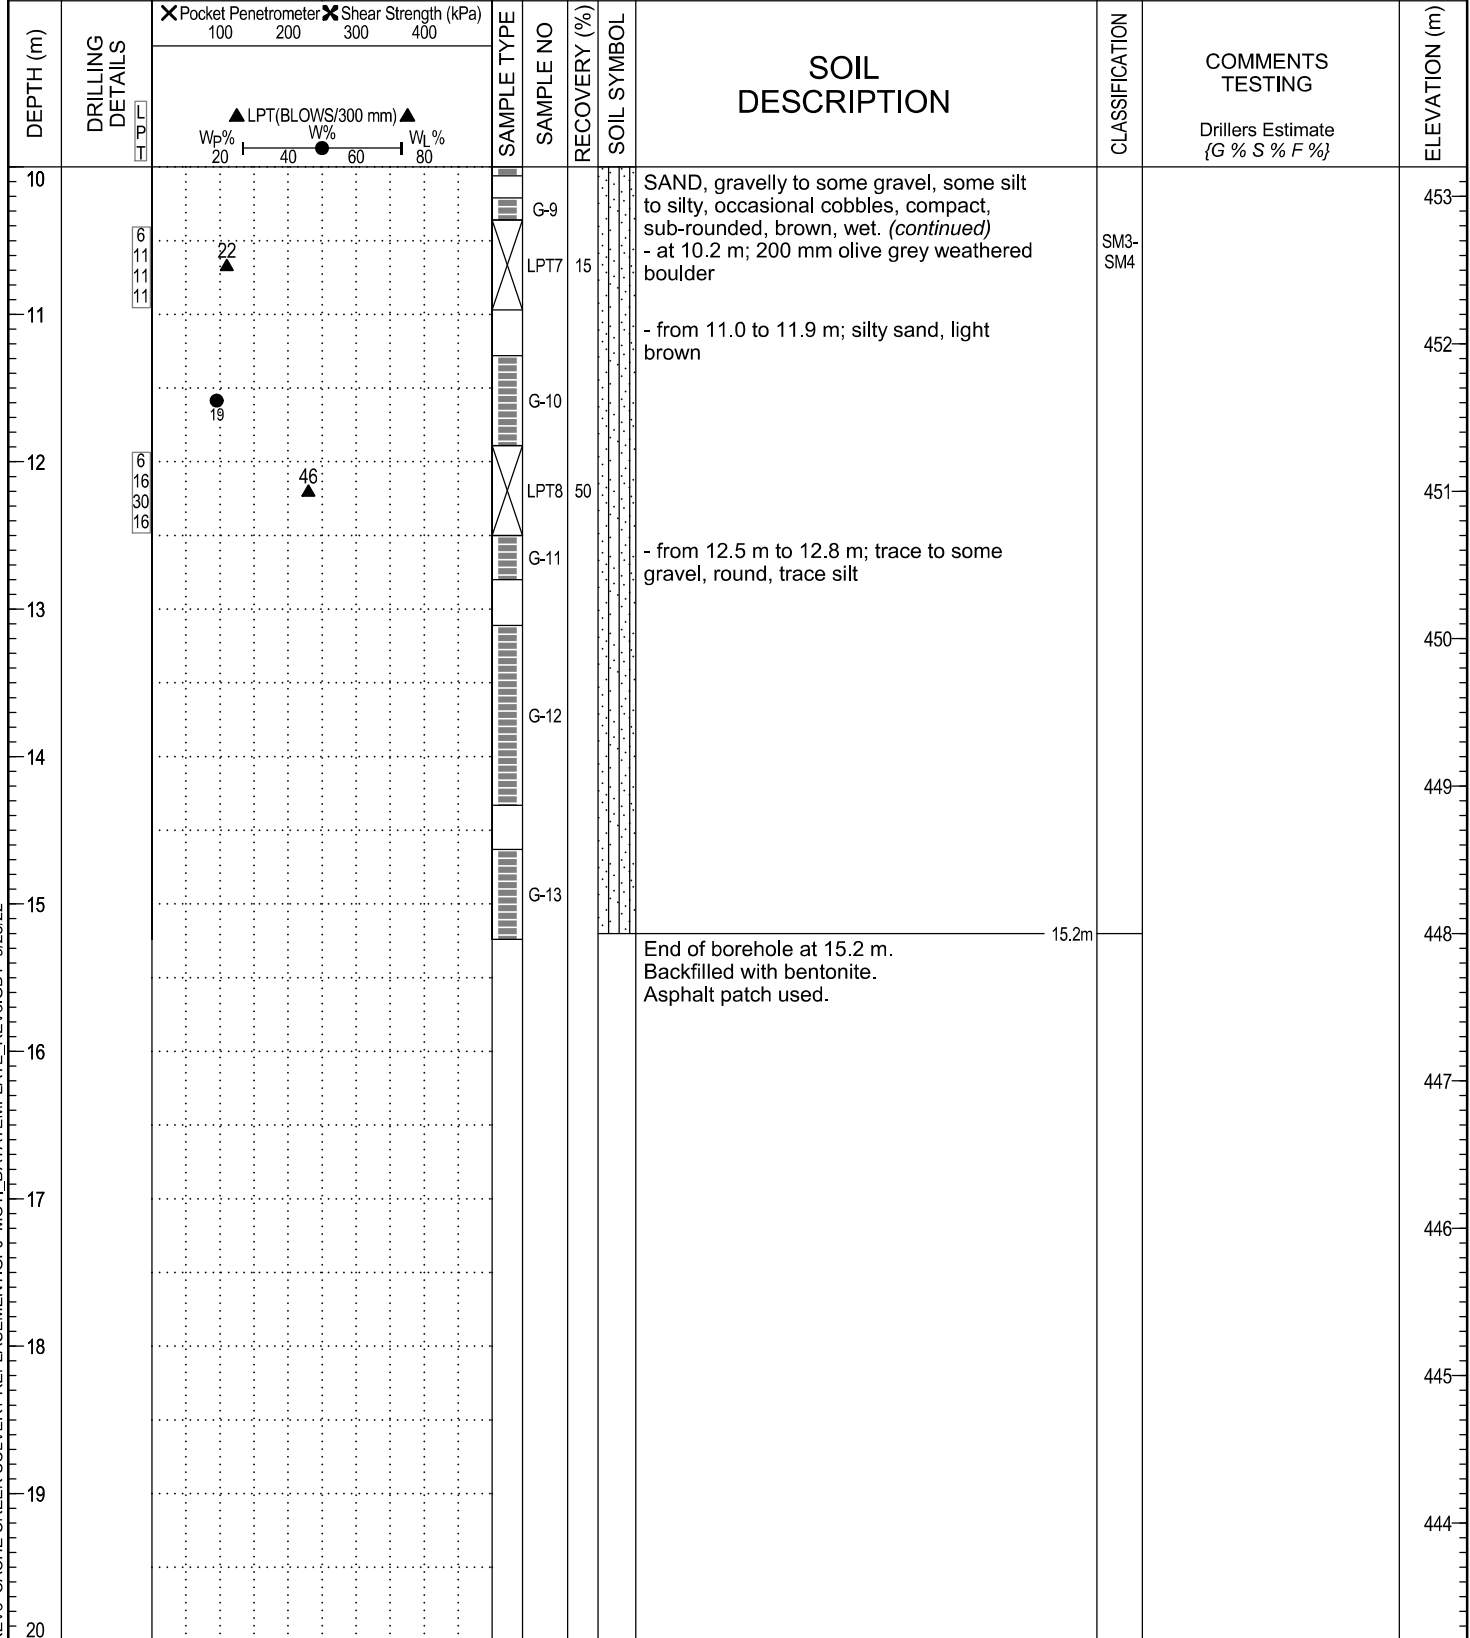 DEPTH (m)
DRILLING
DETAILS
LPT
Pocket Penetrometer Shear Strength (kPa)
100 200 300 400
LPT(BLOWS/300 mm)
WP% W% WL%
20 40 60 80
SAMPLE TYPE
SAMPLE NO
RECOVERY (%)
SOIL SYMBOL
SOIL
DESCRIPTION
CLASSIFICATION
COMMENTS
TESTING
Drillers Estimate
{G % S % F %}
ELEVATION (m)
10
G-9
SAND, gravelly to some gravel, some silt
to silty, occasional cobbles, compact,
sub-rounded, brown, wet. (continued)
- at 10.2 m; 200 mm olive grey weathered
boulder
453
6
11
11
11
22
LPT7 15
SM3-
SM4
11
- from 11.0 to 11.9 m; silty sand, light
brown
452
G-10
19
12
6
16
30
16
46
LPT8 50
451
G-11
- from 12.5 m to 12.8 m; trace to some
gravel, round, trace silt
13
450
G-12
14
449
G-13
15
15.2m
448
End of borehole at 15.2 m.
Backfilled with bentonite.
Asphalt patch used.
16
447
17
446
18
445
19
444
20